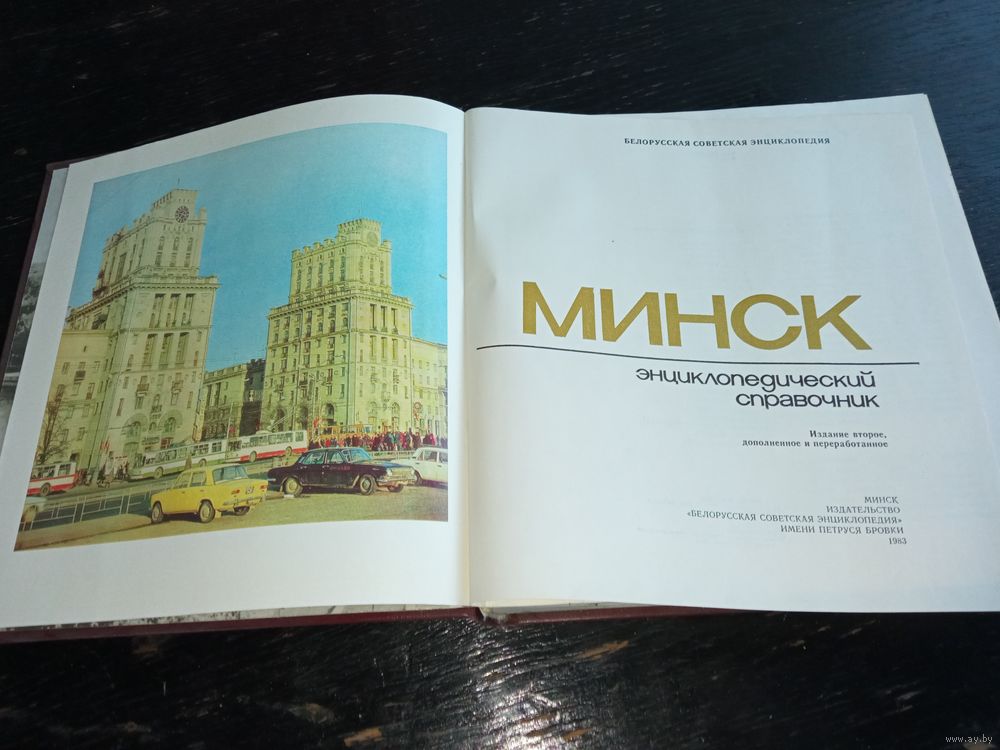 БЕЛОРУССКАЯ СОВЕТСКАЯ ЭНЦИКЛОПЕДИЯ
МИНСК
энциклопедический
справочник
Издание второе,
дополненное и переработанное
МИНСК
ИЗДАТЕЛЬСТВО
«БЕЛОРУССКАЯ СОВЕТСКАЯ ЭНЦИКЛОПЕДИЯ»
ИМЕНИ ПЕТРУСЯ БРОВКИ
1983
www.ay.by